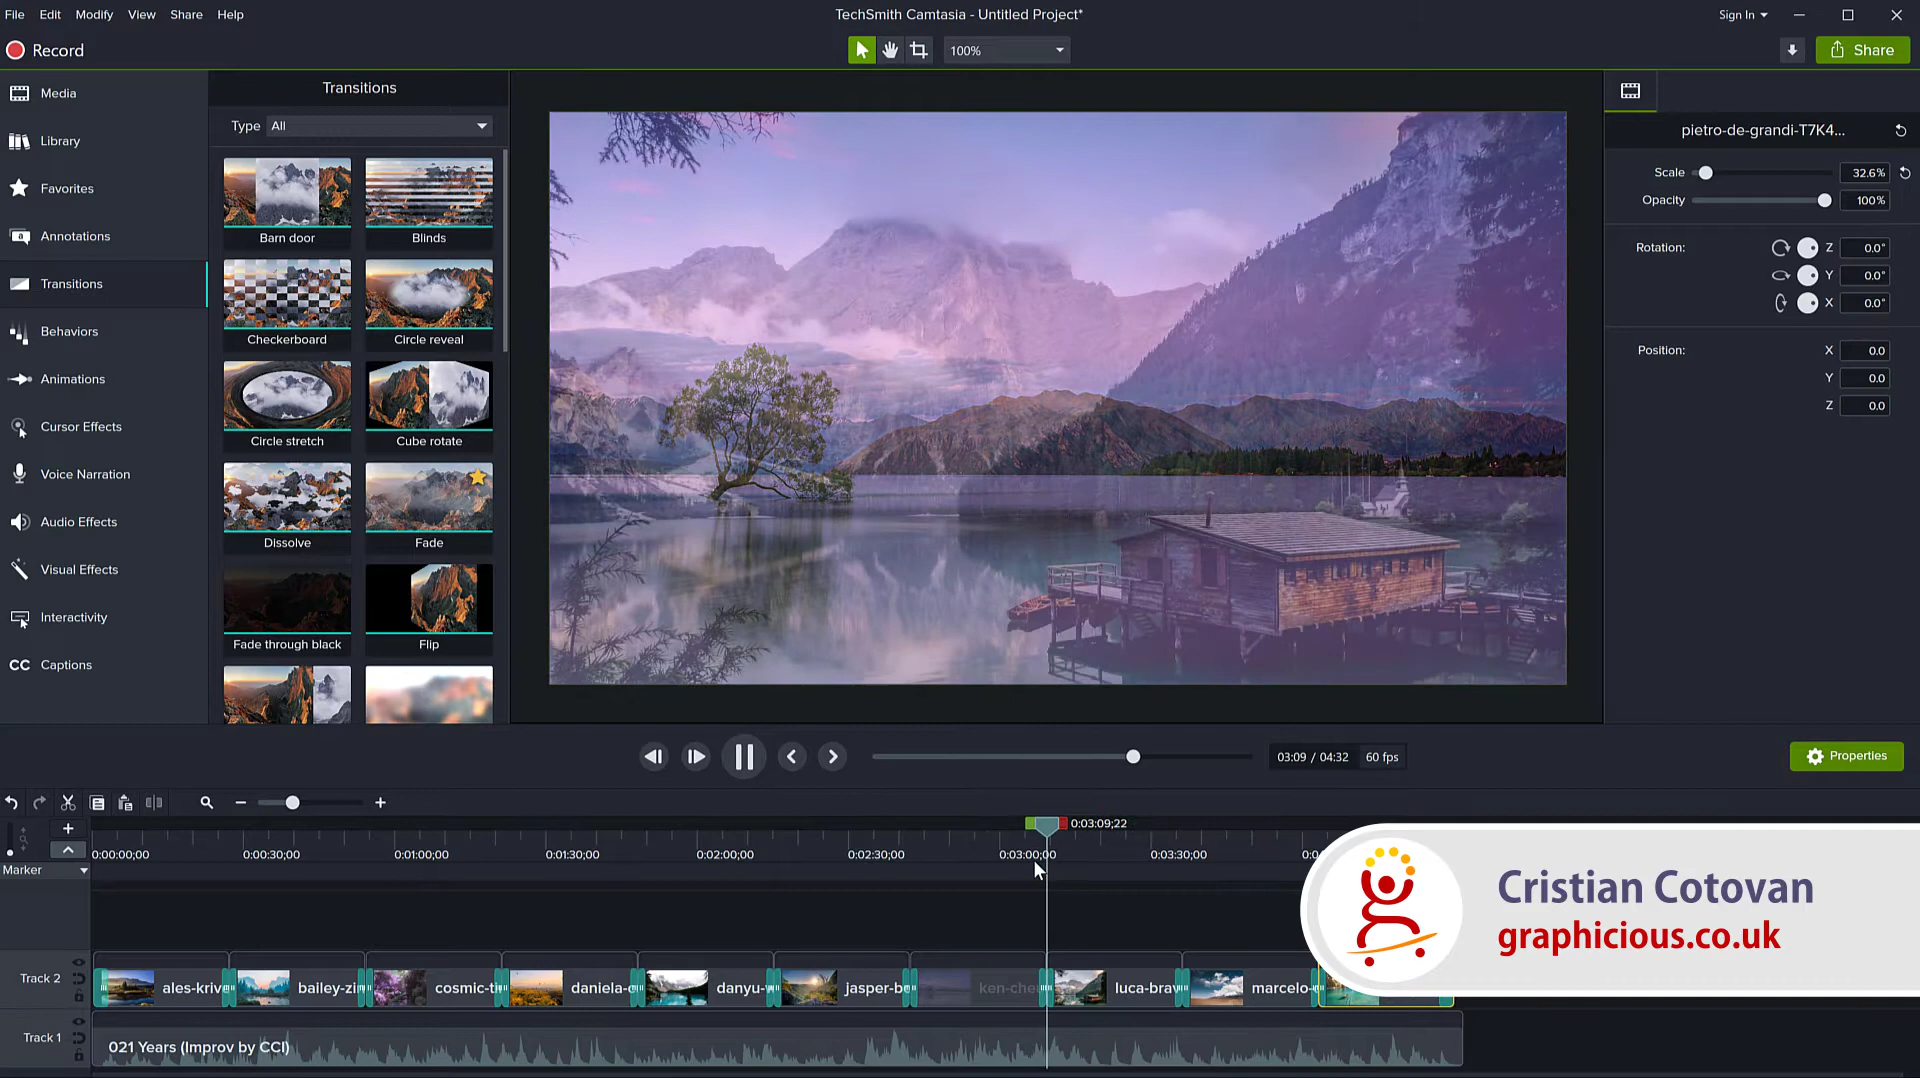 File Edit Modify View Share Help
TechSmith Camtasia - Untitled Project*
Sign In
Record
100%
Share
Media
Library
Favorites
Annotations
Transitions
Behaviors
Animations
Cursor Effects
Voice Narration
Audio Effects
Visual Effects
Interactivity
CC Captions
Transitions
Type All
Barn door Blinds
Checkerboard Circle reveal
Circle stretch Cube rotate
Dissolve Fade
Fade through black Flip
pietro-de-grandi-T7K4...
Scale 32.6%
Opacity 100%
Rotation: Z 0.0°
Y 0.0°
X 0.0°
Position: X 0.0
Y 0.0
Z 0.0
03:09 / 04:32 60 fps
Properties
0:03:09;22
0:00:00;00 0:00:30;00 0:01:00;00 0:01:30;00 0:02:00;00 0:02:30;00 0:03:00;00 0:03:30;00
Marker
Cristian Cotovan
graphicious.co.uk
Track 2 ales-kriv bailey-zi cosmic-ti daniela- danyu- jasper-b ken-che luca-bra marcelo-
Track 1
021 Years (Improv by CCI)